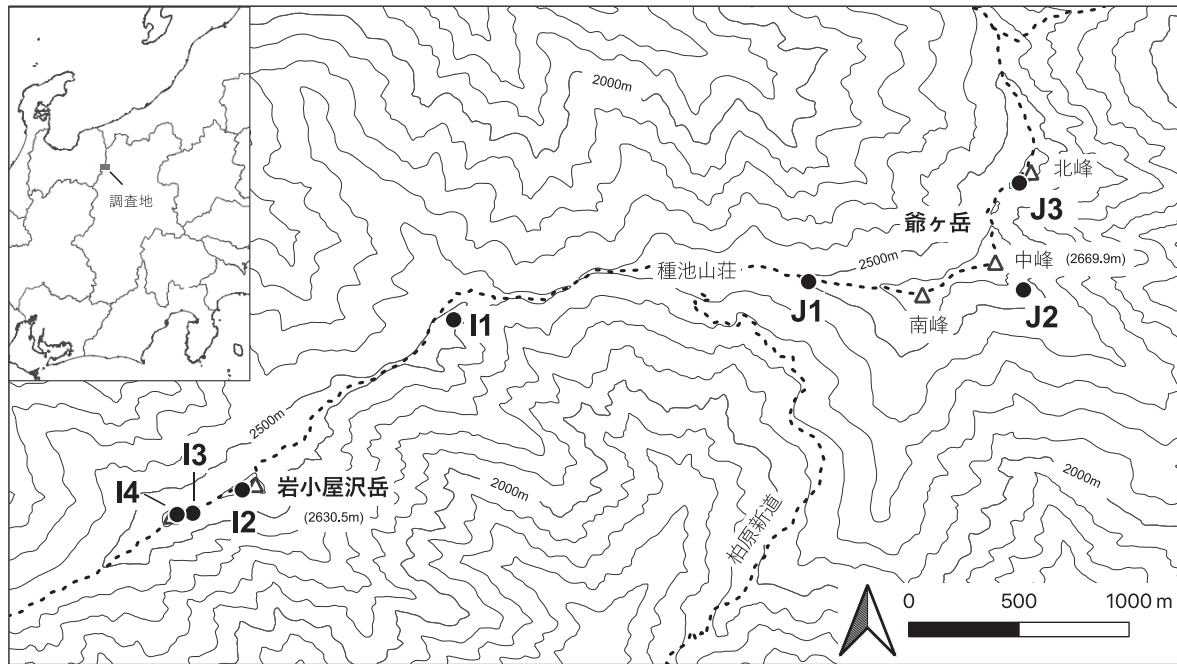 2000m
調査地
北峰
J3
爺ヶ岳
2500m
中峰 (2669.9m)
種池山荘
J1
南峰
J2
I1
2500m
I3
I4
岩小屋沢岳
(2630.5m)
I2
2000m
2000m
柏原新道
0 500 1000 m